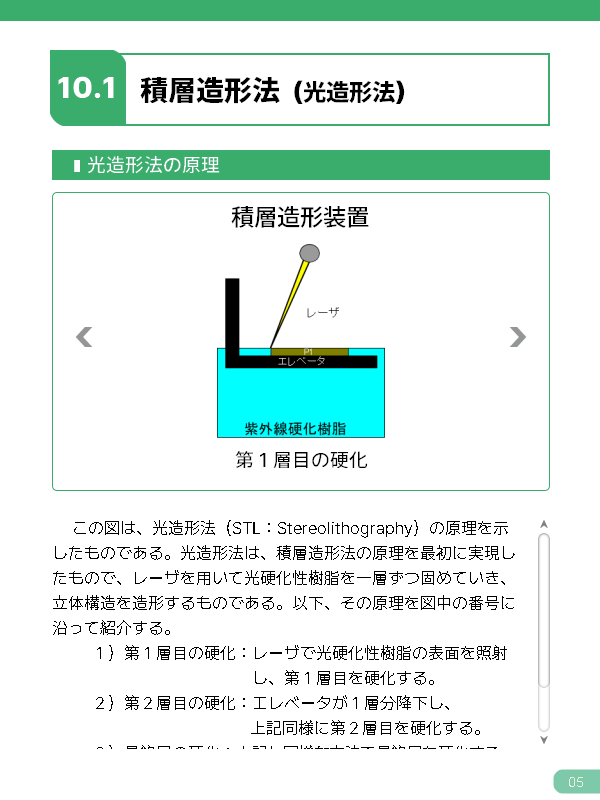 10.1
積層造形法 (光造形法)
光造形法の原理
積層造形装置
レーザ
P1
エレベータ
紫外線硬化樹脂
第１層目の硬化
この図は、光造形法（STL：Stereolithography）の原理を示
したものである。光造形法は、積層造形法の原理を最初に実現し
たもので、レーザを用いて光硬化性樹脂を一層ずつ固めていき、
立体構造を造形するものである。以下、その原理を図中の番号に
沿って紹介する。
１）第１層目の硬化：レーザで光硬化性樹脂の表面を照射
し、第１層目を硬化する。
２）第２層目の硬化：エレベータが１層分降下し、
上記同様に第２層目を硬化する。
05